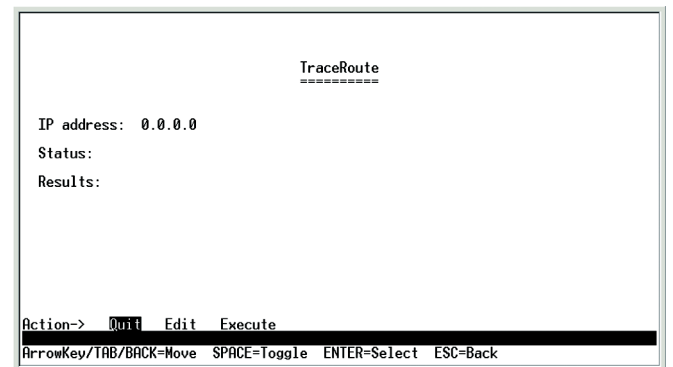 TraceRoute
==========
IP address: 0.0.0.0
Status:
Results:
Action-> Quit Edit Execute
ArrowKey/TAB/BACK=Move SPACE=Toggle ENTER=Select ESC=Back